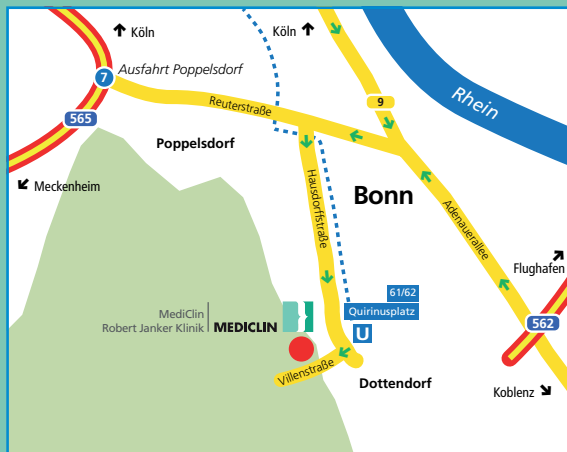 Köln
Köln
7
Ausfahrt Poppelsdorf
9
Rhein
Reuterstraße
565
Poppelsdorf
Meckenheim
Hausdorffstraße
Bonn
Adenauerallee
Flughafen
61/62
Quirinusplatz
U
562
MediClin
Robert Janker Klinik
MEDICLIN
Villenstraße
Dottendorf
Koblenz